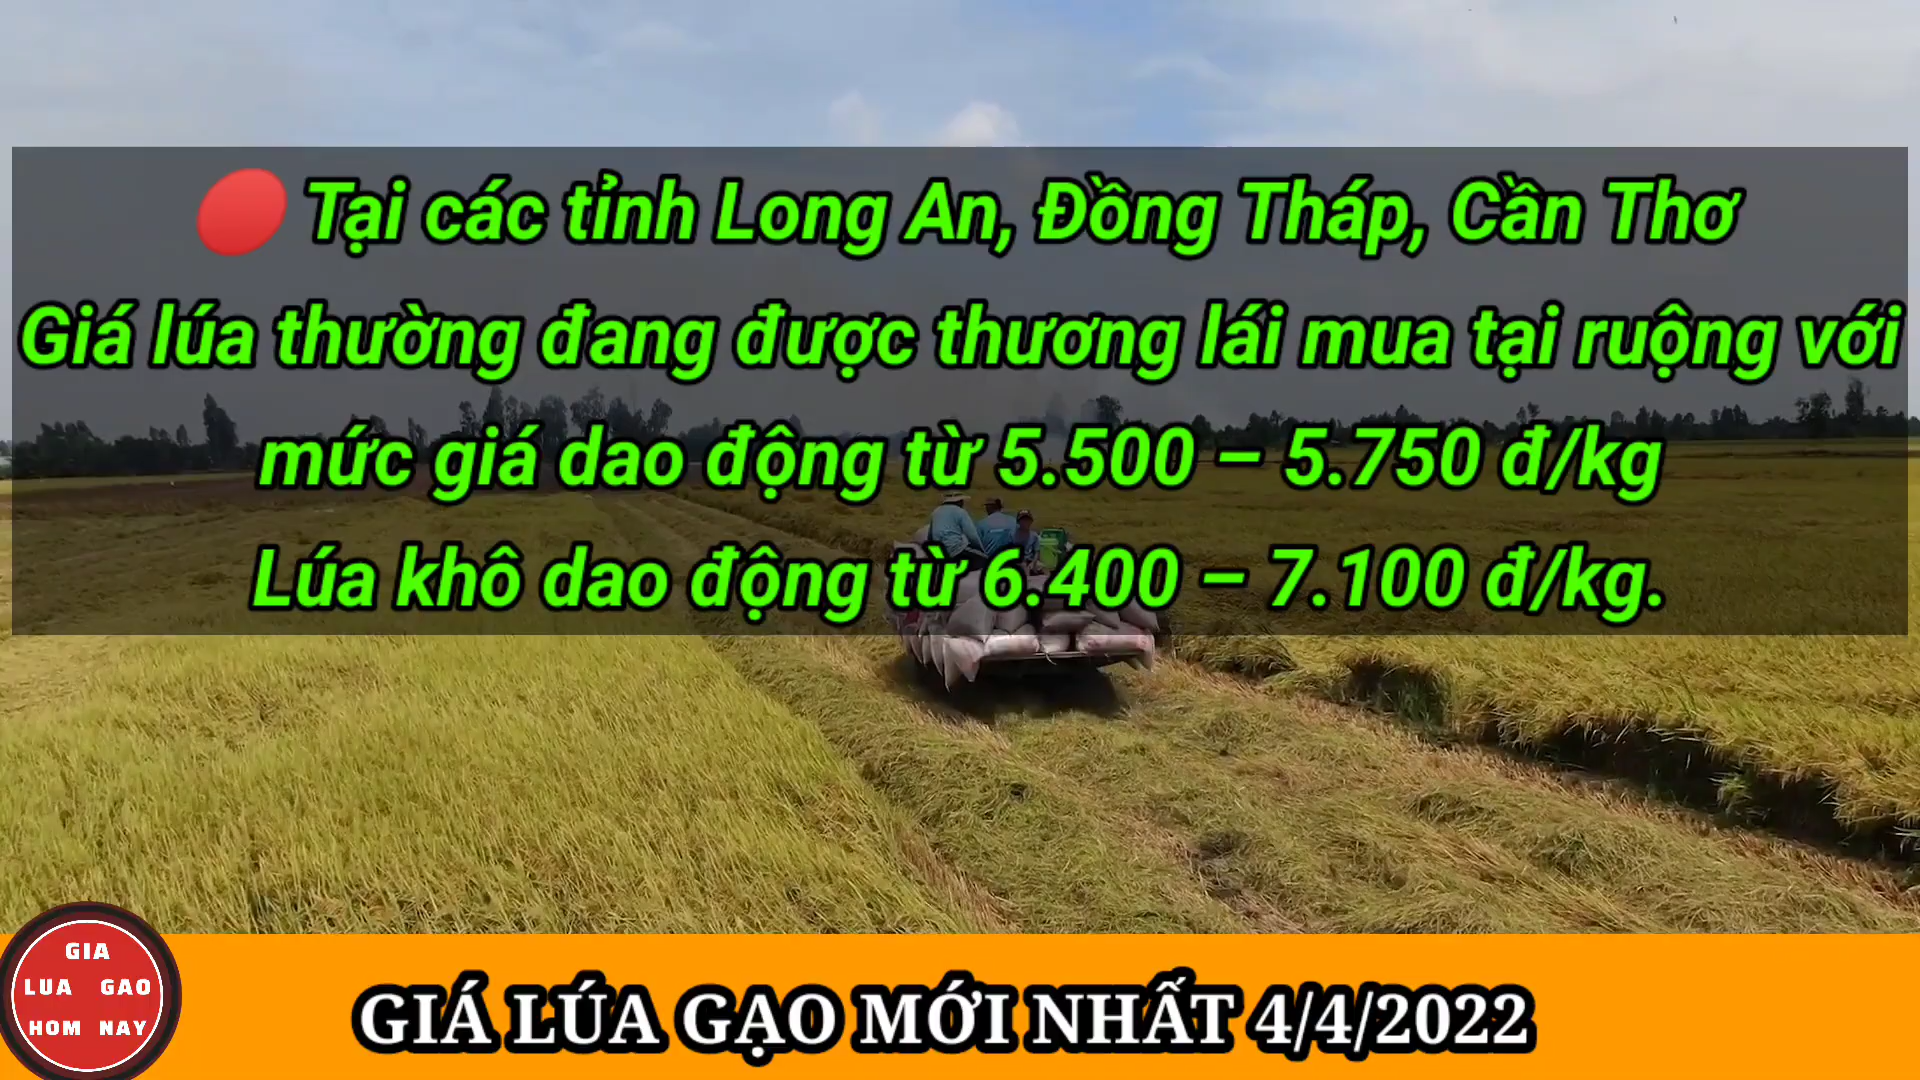 Tại các tỉnh Long An, Đồng Tháp, Cần Thơ
Giá lúa thường đang được thương lái mua tại ruộng với
mức giá dao động từ 5.500 – 5.750 đ/kg
Lúa khô dao động từ 6.400 – 7.100 đ/kg.
GIA
LUA GAO
HOM NAY
GIÁ LÚA GẠO MỚI NHẤT 4/4/2022